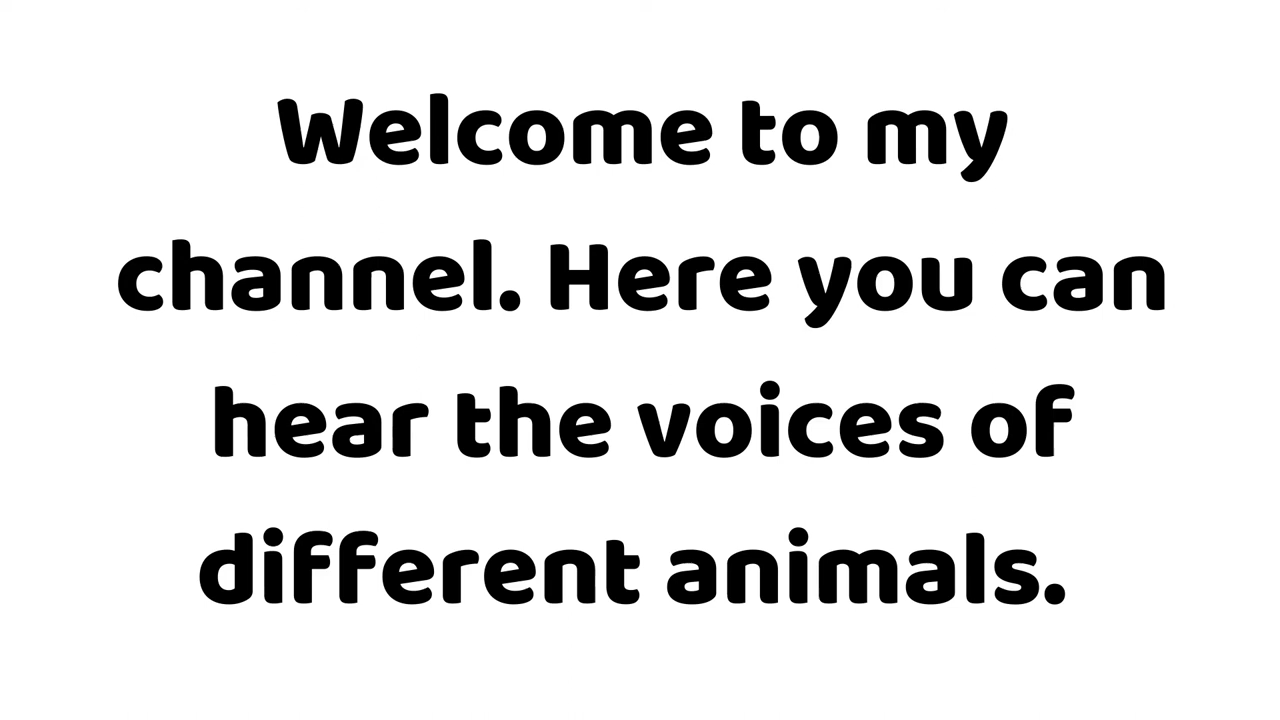 Welcome to my
channel. Here you can
hear the voices of
different animals.